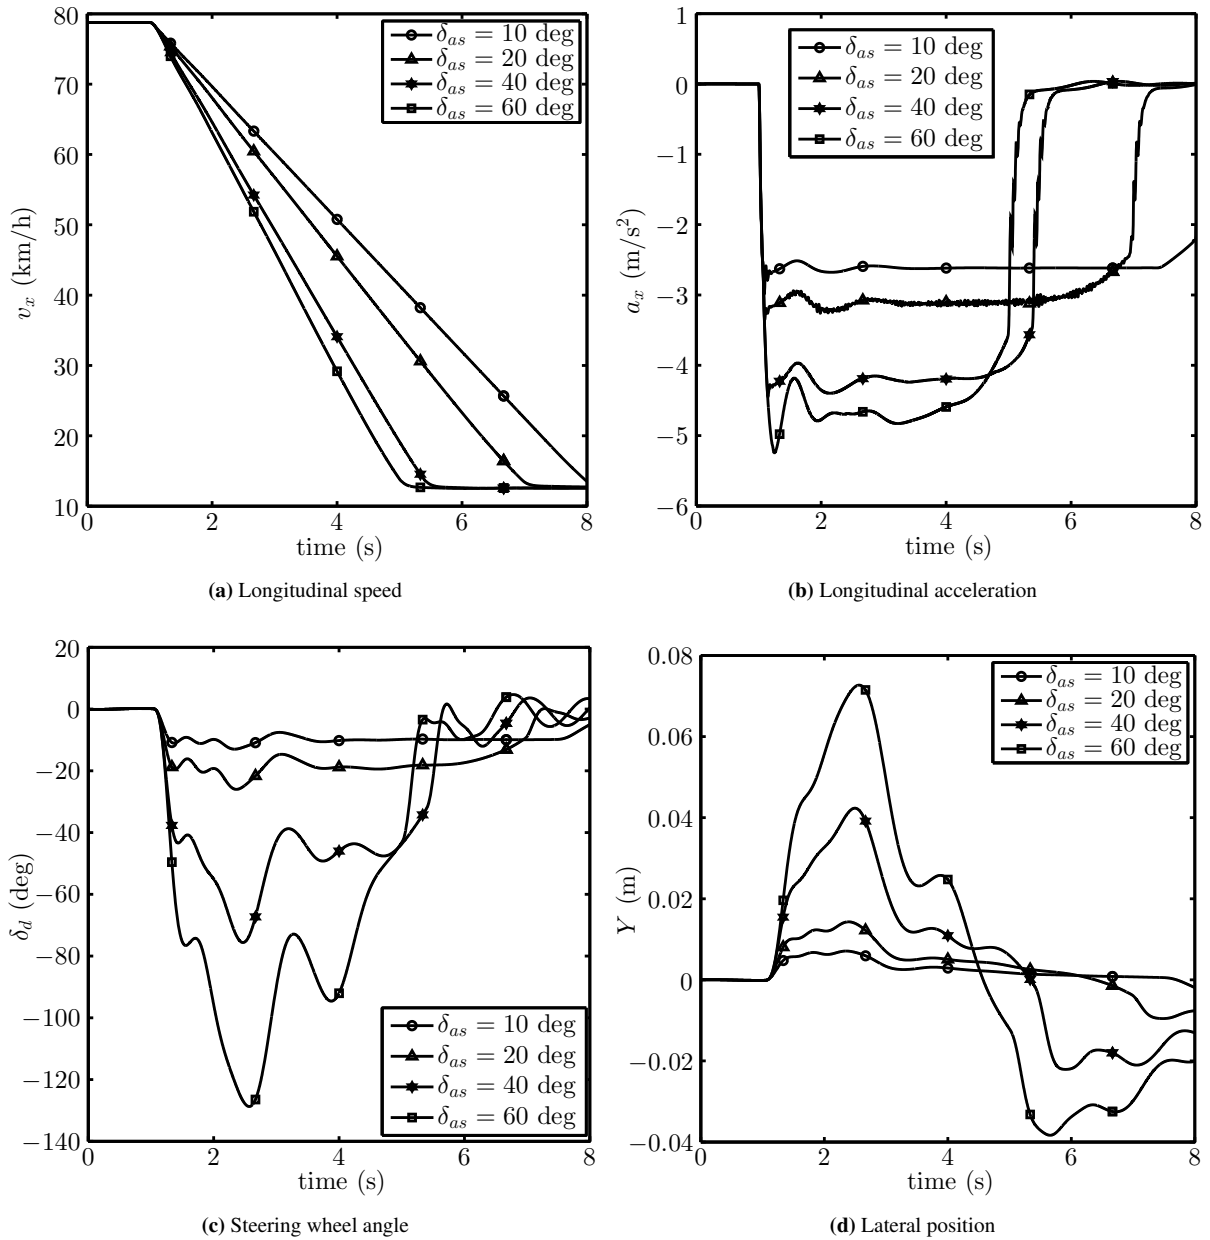 80
70
60
50
40
30
20
10
0
2
4
6
8
v_x (km/h)
time (s)
δ_as = 10 deg
δ_as = 20 deg
δ_as = 40 deg
δ_as = 60 deg
(a) Longitudinal speed
1
0
−1
−2
−3
−4
−5
−6
0
2
4
6
8
a_x (m/s²)
time (s)
δ_as = 10 deg
δ_as = 20 deg
δ_as = 40 deg
δ_as = 60 deg
(b) Longitudinal acceleration
20
0
−20
−40
−60
−80
−100
−120
−140
0
2
4
6
8
δ_d (deg)
time (s)
δ_as = 10 deg
δ_as = 20 deg
δ_as = 40 deg
δ_as = 60 deg
(c) Steering wheel angle
0.08
0.06
0.04
0.02
0
−0.02
−0.04
0
2
4
6
8
Y (m)
time (s)
δ_as = 10 deg
δ_as = 20 deg
δ_as = 40 deg
δ_as = 60 deg
(d) Lateral position